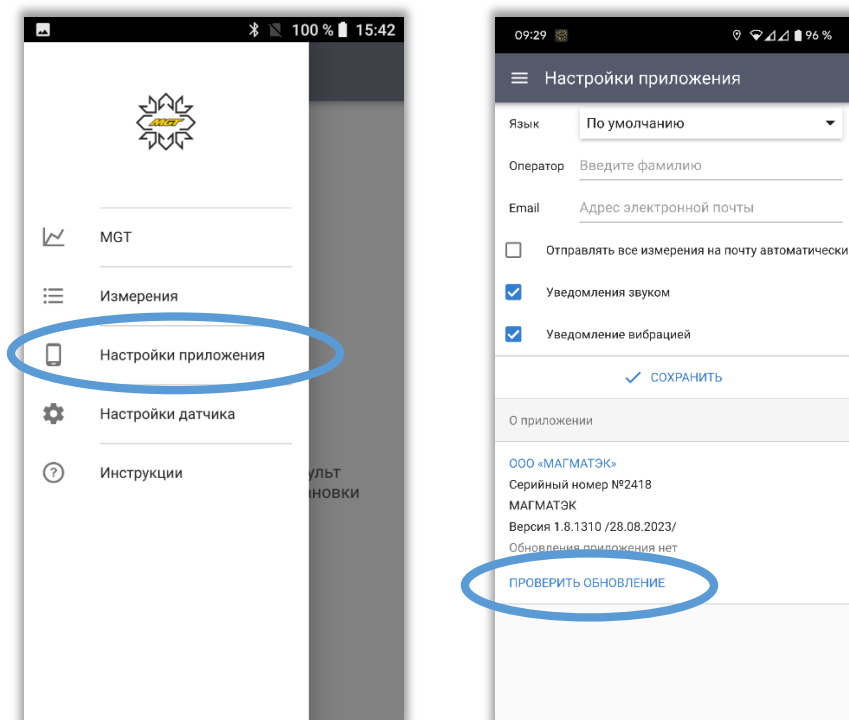 100 % 15:42
MGT
MGT
Измерения
Настройки приложения
Настройки датчика
Инструкции
ульт
ановки
09:29 96 %
Настройки приложения
Язык По умолчанию
Оператор Введите фамилию
Email Адрес электронной почты
Отправлять все измерения на почту автоматически
Уведомления звуком
Уведомление вибрацией
СОХРАНИТЬ
О приложении
ООО «МАГМАТЭК»
Серийный номер №2418
МАГМАТЭК
Версия 1.8.1310 /28.08.2023/
Обновления приложения нет
ПРОВЕРИТЬ ОБНОВЛЕНИЕ